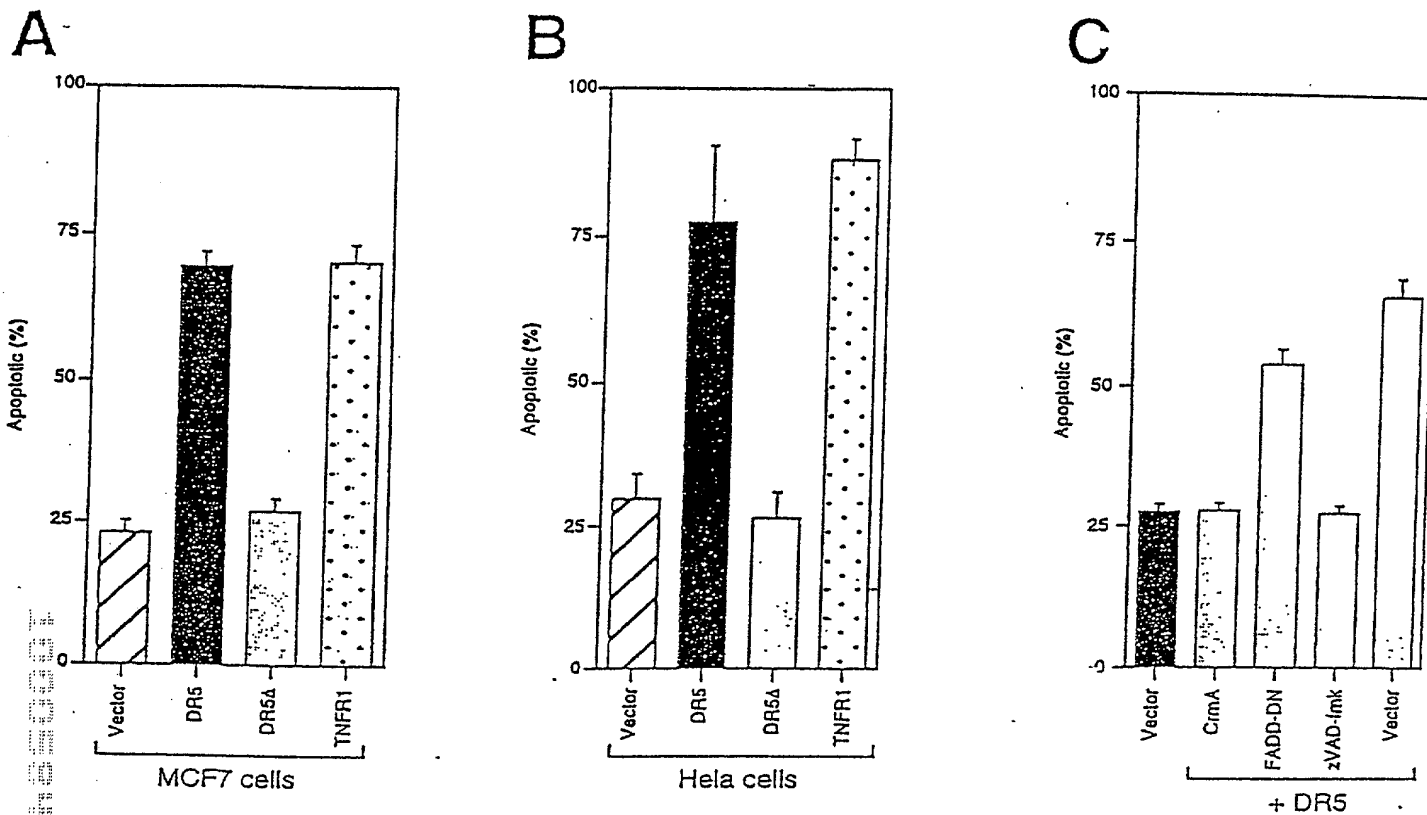 A
B
C
100
75
50
25
0
Apoptotic (%)
Vector
DR5
DR5Δ
TNFR1
MCF7 cells
100
75
50
25
0
Apoptotic (%)
Vector
DR5
DR5Δ
TNFR1
Hela cells
100
75
50
25
0
Apoptotic (%)
Vector
CrmA
FADD-DN
zVAD-fmk
Vector
+ DR5